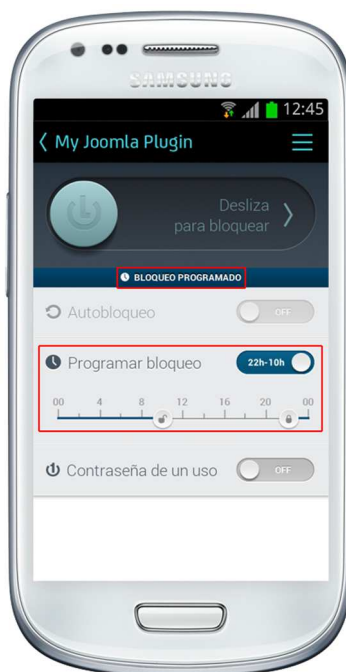 SAMSUNG
12:45
My Joomla Plugin
Desliza
para bloquear
BLOQUEO PROGRAMADO
Autobloqueo
OFF
Programar bloqueo
22h-10h
00 4 8 12 16 20 00
Contraseña de un uso
OFF